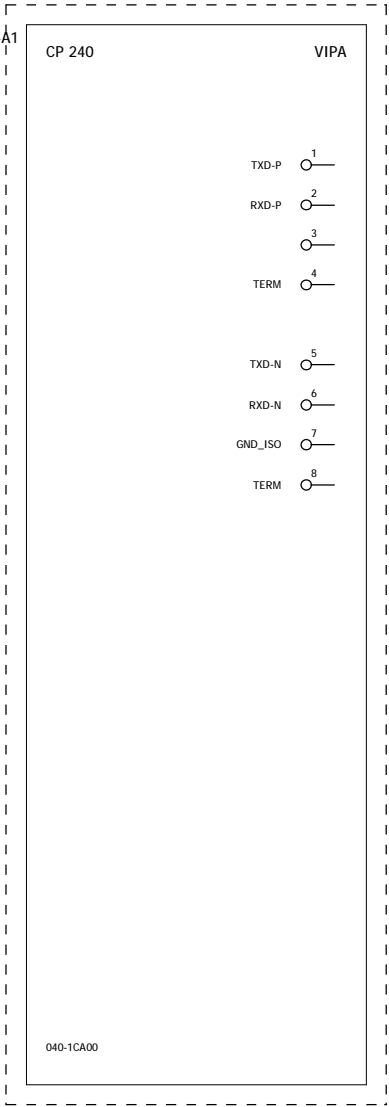 A1
CP 240 VIPA
TXD-P 1
RXD-P 2
3
TERM 4
TXD-N 5
RXD-N 6
GND_ISO 7
TERM 8
040-1CA00